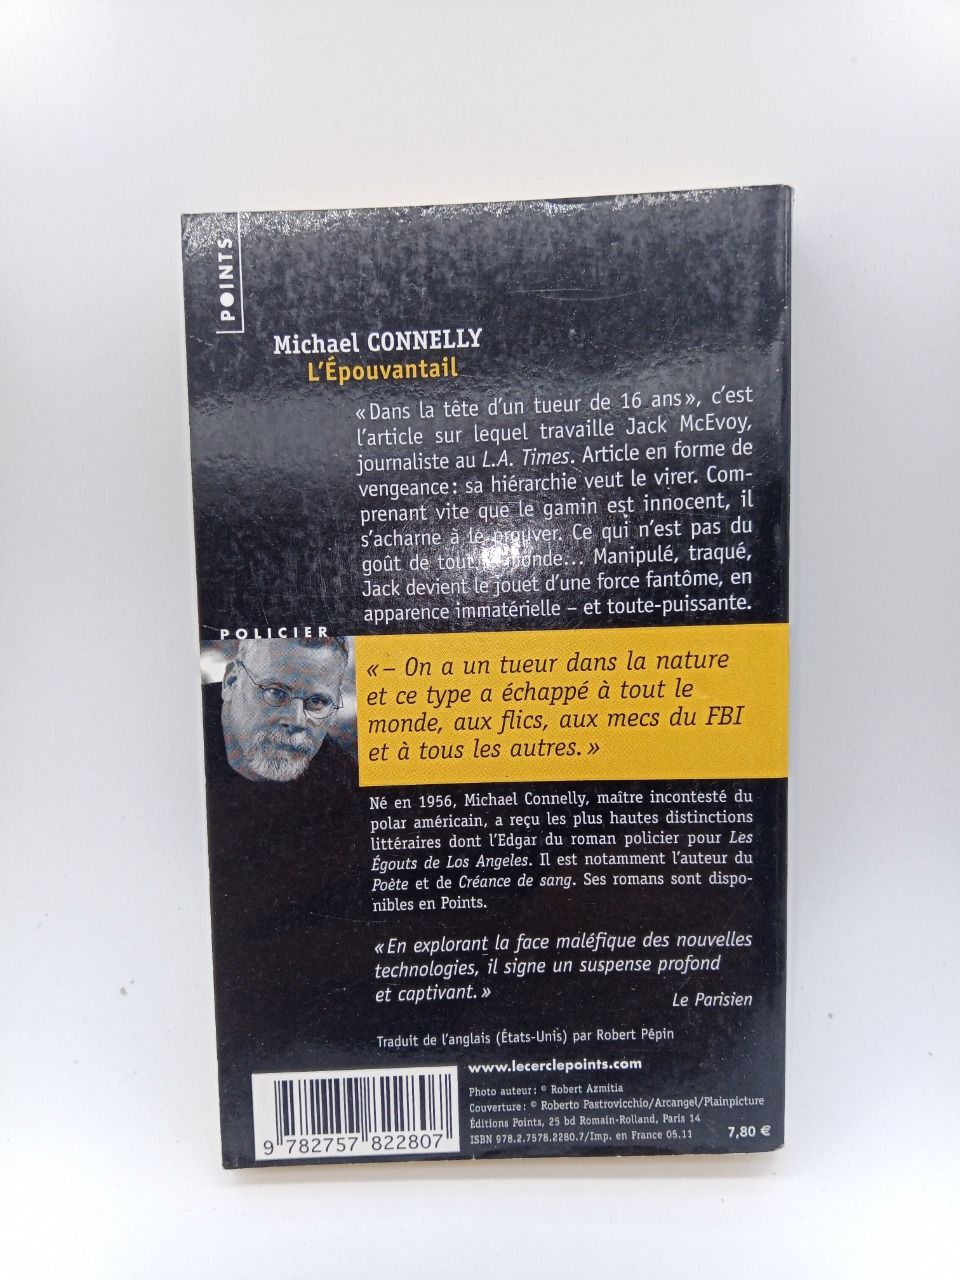 POINTS
Michael CONNELLY
L'Épouvantail
« Dans la tête d'un tueur de 16 ans », c'est
l'article sur lequel travaille Jack McEvoy,
journaliste au L.A. Times. Article en forme de
vengeance : sa hiérarchie veut le virer. Com-
prenant vite que le gamin est innocent, il
s'acharne à le prouver. Ce qui n'est pas du
goût de tout le monde... Manipulé, traqué,
Jack devient le jouet d'une force fantôme, en
apparence immatérielle – et toute-puissante.
POLICIER
« – On a un tueur dans la nature
et ce type a échappé à tout le
monde, aux flics, aux mecs du FBI
et à tous les autres. »
Né en 1956, Michael Connelly, maître incontesté du
polar américain, a reçu les plus hautes distinctions
littéraires dont l'Edgar du roman policier pour Les
Égouts de Los Angeles. Il est notamment l'auteur du
Poète et de Créance de sang. Ses romans sont dispo-
nibles en Points.
« En explorant la face maléfique des nouvelles
technologies, il signe un suspense profond
et captivant. »
Le Parisien
Traduit de l'anglais (États-Unis) par Robert Pépin
www.lecerclepoints.com
Photo auteur : © Robert Azmitia
Couverture : © Roberto Pastrovicchio/Arcangel/Plainpicture
Éditions Points, 25 bd Romain-Rolland, Paris 14
ISBN 978.2.7578.2280.7/Imp. en France 05.11
7,80 €
9 782757 822807